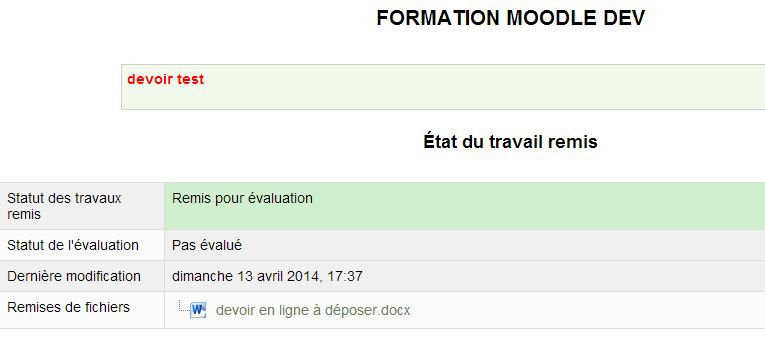 FORMATION MOODLE DEV
devoir test
État du travail remis
Statut des travaux
remis
Remis pour évaluation
Statut de l'évaluation
Pas évalué
Dernière modification
dimanche 13 avril 2014, 17:37
Remises de fichiers
devoir en ligne à déposer.docx